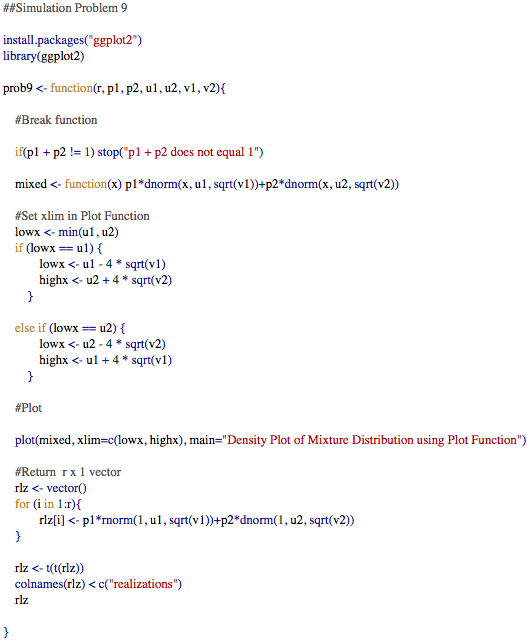 ##Simulation Problem 9
install.packages("ggplot2")
library(ggplot2)
prob9 <- function(r, p1, p2, u1, u2, v1, v2){
#Break function
if(p1 + p2 != 1) stop("p1 + p2 does not equal 1")
mixed <- function(x) p1*dnorm(x, u1, sqrt(v1))+p2*dnorm(x, u2, sqrt(v2))
#Set xlim in Plot Function
lowx <- min(u1, u2)
if (lowx == u1) {
lowx <- u1 - 4 * sqrt(v1)
highx <- u2 + 4 * sqrt(v2)
}
else if (lowx == u2) {
lowx <- u2 - 4 * sqrt(v2)
highx <- u1 + 4 * sqrt(v1)
}
#Plot
plot(mixed, xlim=c(lowx, highx), main="Density Plot of Mixture Distribution using Plot Function")
#Return r x 1 vector
rlz <- vector()
for (i in 1:r){
rlz[i] <- p1*rnorm(1, u1, sqrt(v1))+p2*dnorm(1, u2, sqrt(v2))
}
rlz <- t(t(rlz))
colnames(rlz) < c("realizations")
rlz
}